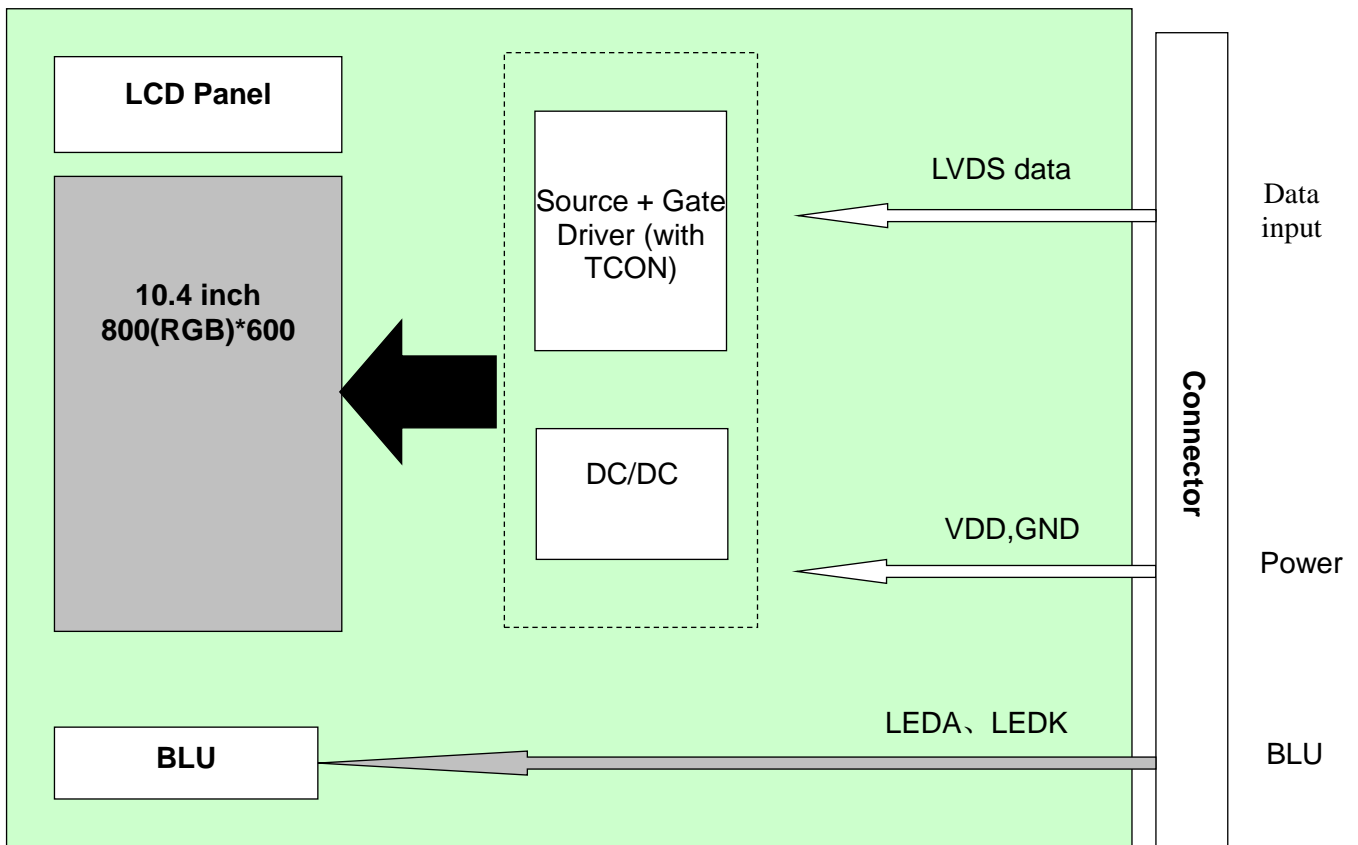 LCD Panel
10.4 inch
800(RGB)*600
Source + Gate
Driver (with
TCON)
DC/DC
LVDS data
VDD,GND
LEDA、LEDK
BLU
Connector
Data
input
Power
BLU